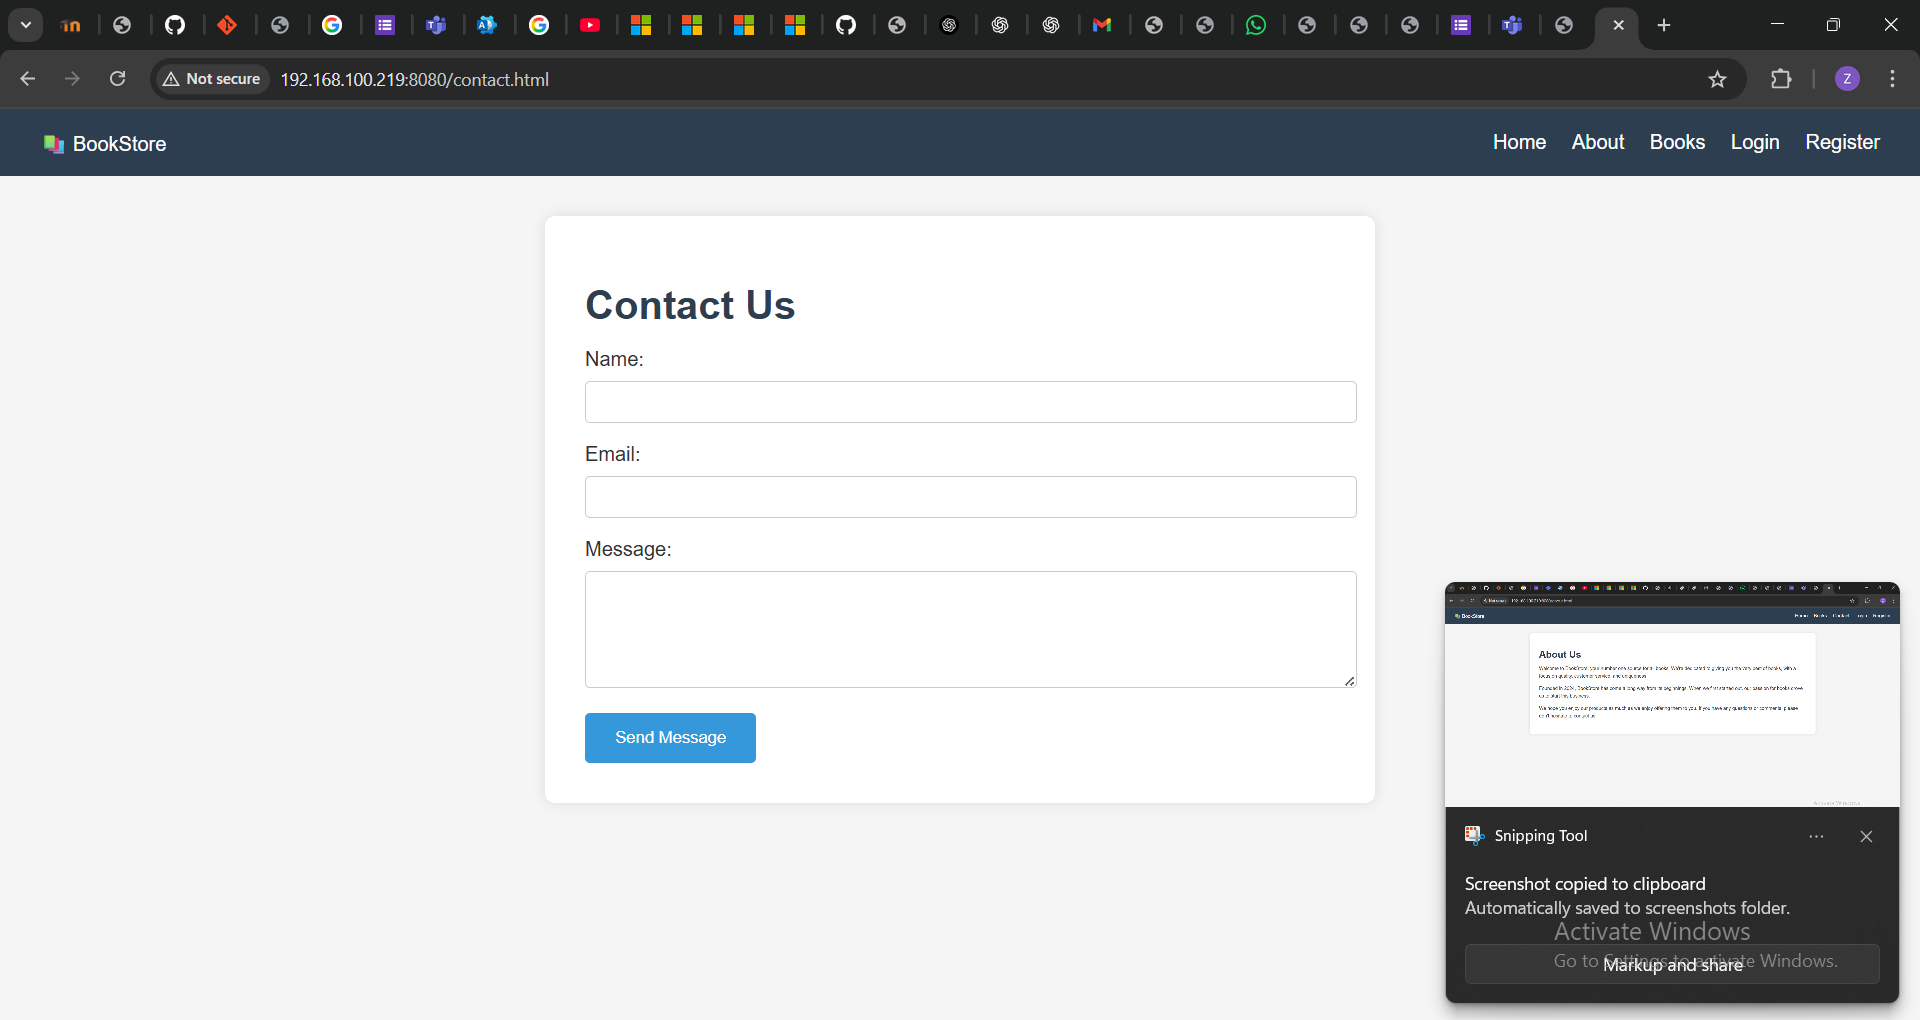 Not secure 192.168.100.219:8080/contact.html
Z
BookStore
Home About Books Login Register
Contact Us
Name:
Email:
Message:
Send Message
About Us
Snipping Tool
Screenshot copied to clipboard
Automatically saved to screenshots folder.
Activate Windows
Go to Settings to activate Windows.
Markup and share